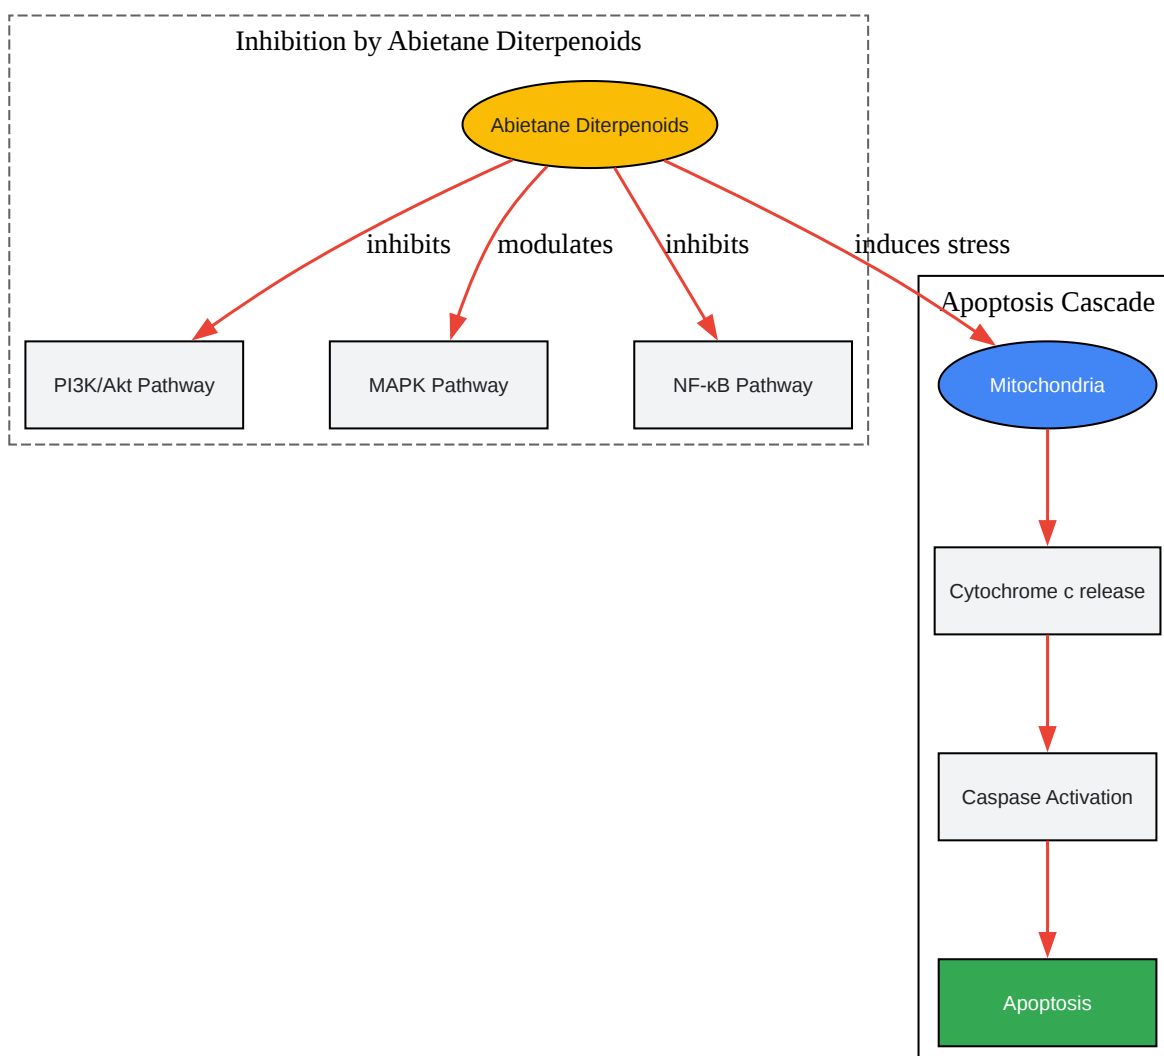 Inhibition by Abietane Diterpenoids
Abietane Diterpenoids
inhibits
modulates
inhibits
induces stress
Apoptosis Cascade
PI3K/Akt Pathway
MAPK Pathway
NF-κB Pathway
Mitochondria
Cytochrome c release
Caspase Activation
Apoptosis